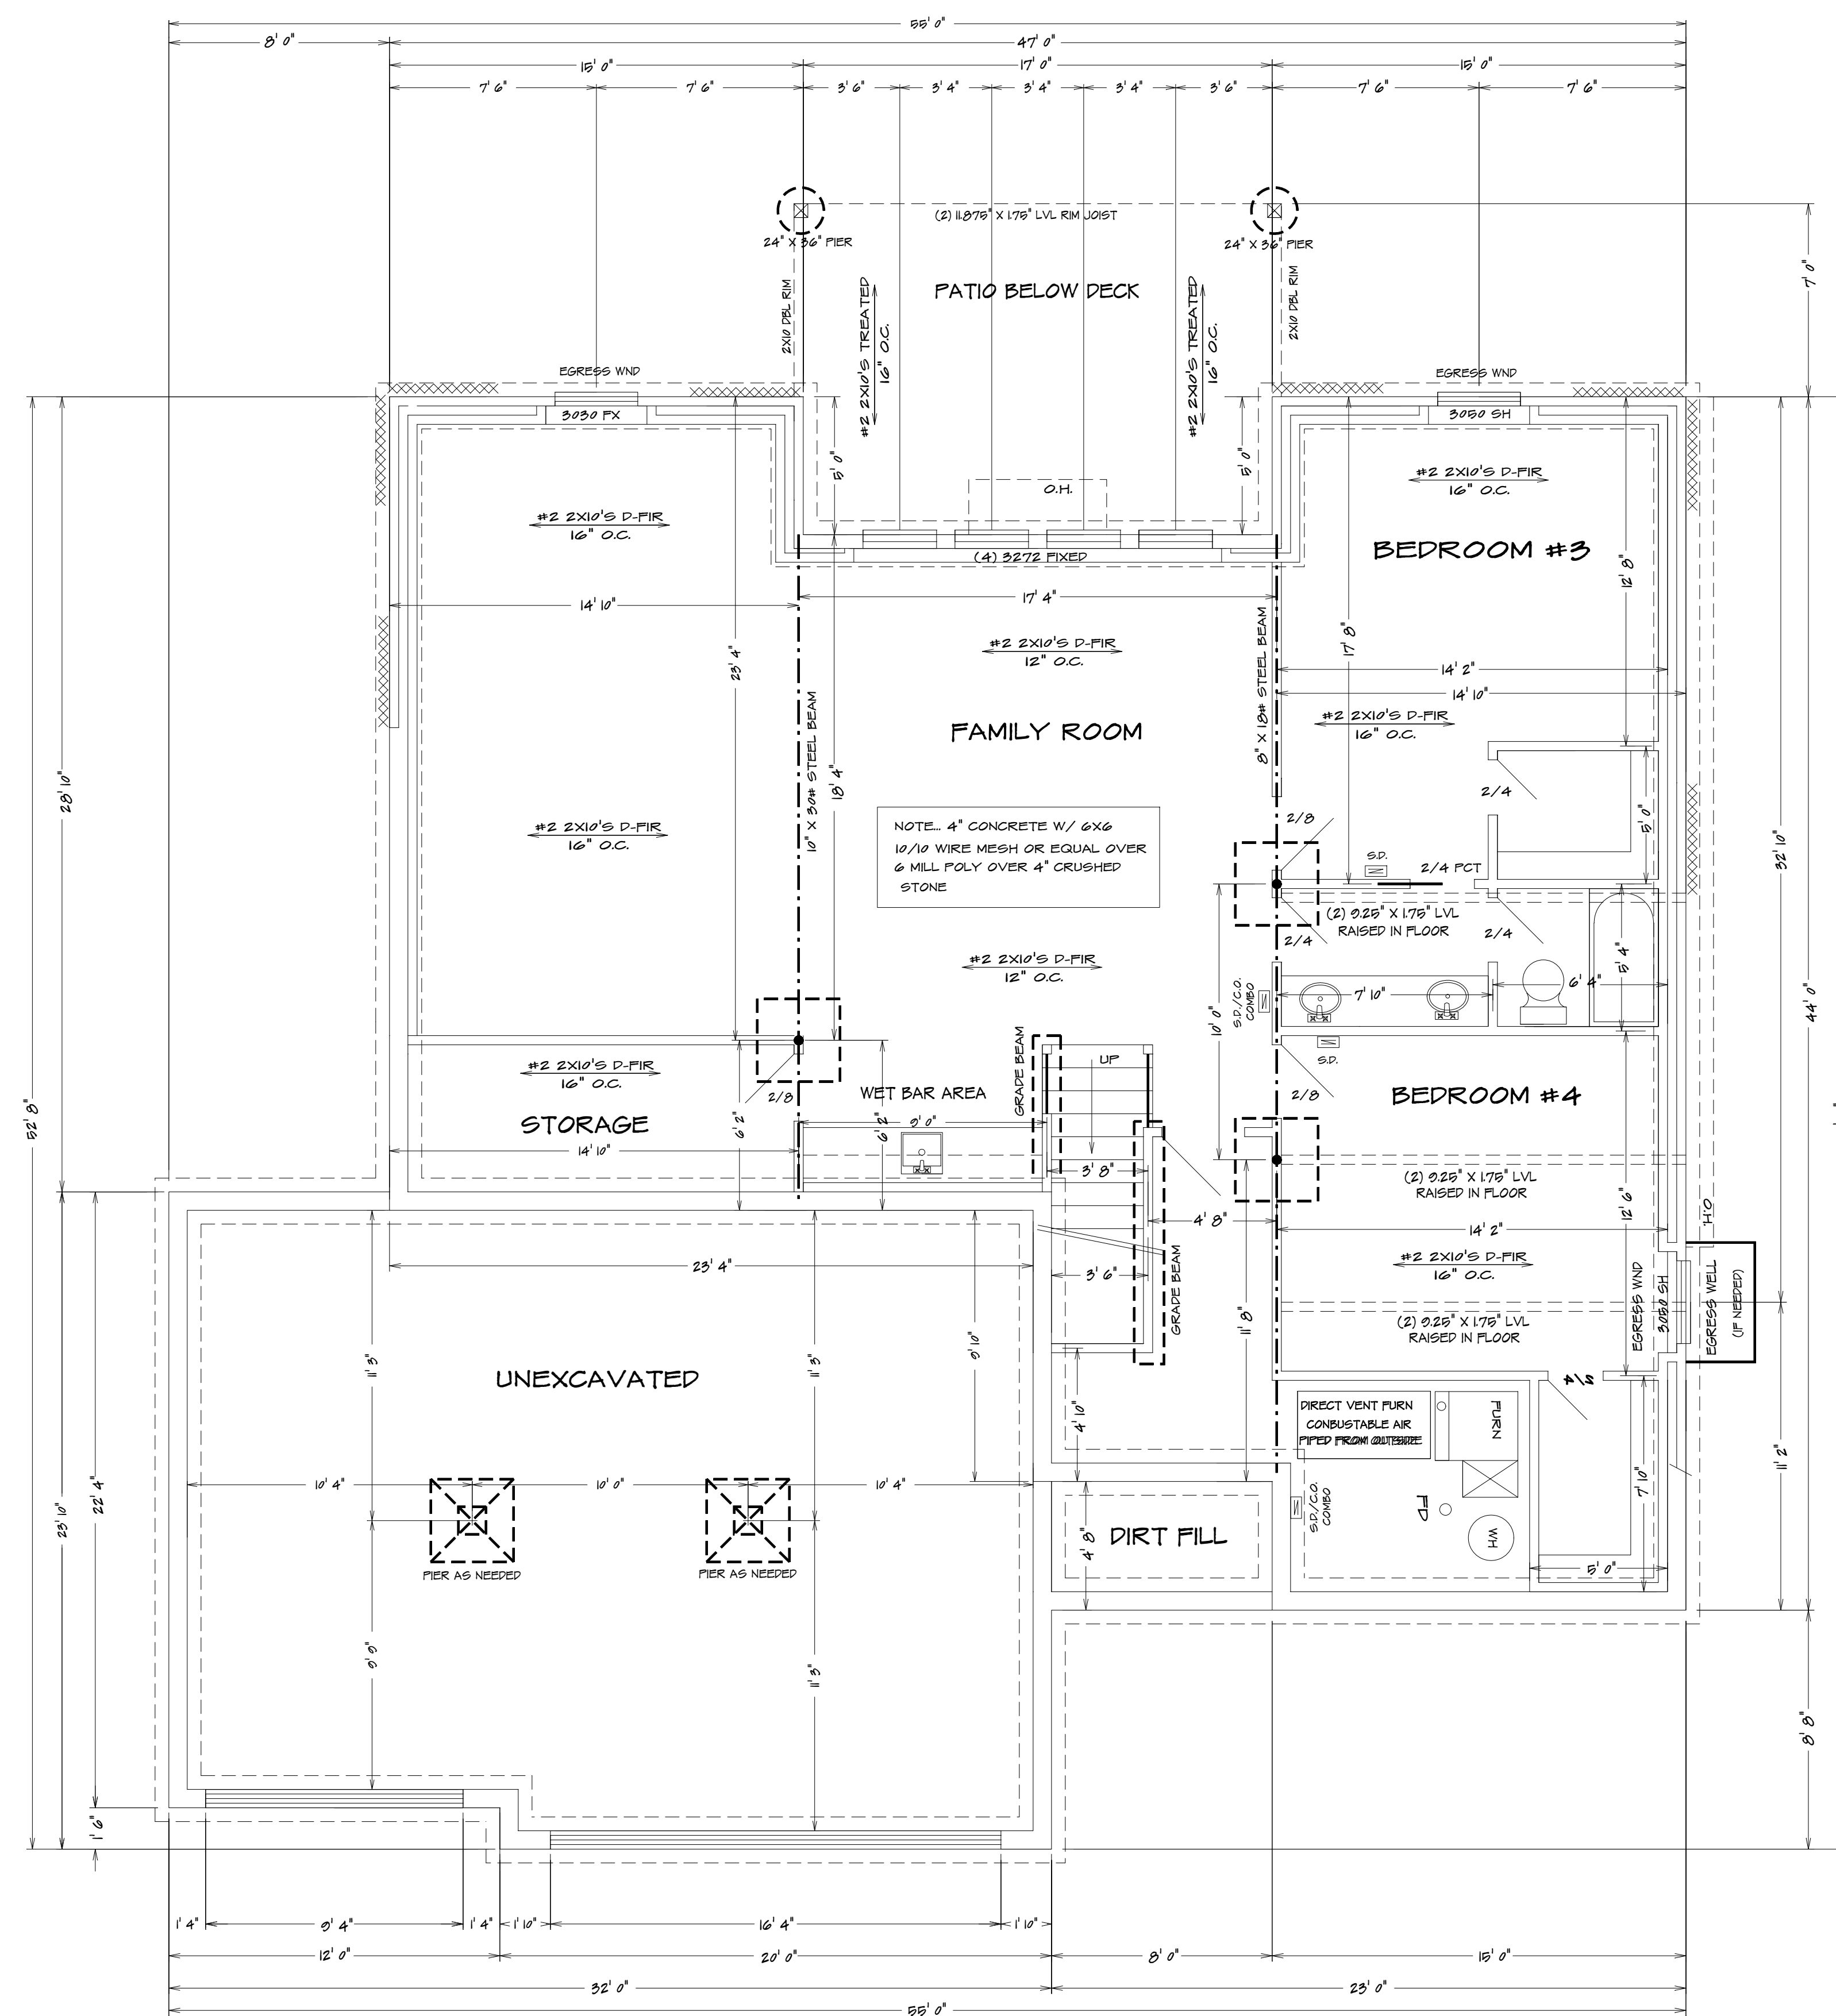 55' 0"
8' 0"
47' 0"
15' 0"
17' 0"
15' 0"
7' 6"
7' 6"
3' 6"
3' 4"
3' 4"
3' 4"
3' 6"
7' 6"
7' 6"
(2) 11.875" X 1.75" LVL RIM JOIST
24" X 36" PIER
24" X 36" PIER
7' 0"
PATIO BELOW DECK
2X10 DBL RIM
#2 2X10'S TREATED
16" O.C.
#2 2X10'S TREATED
16" O.C.
2X10 DBL RIM
EGRESS WND
EGRESS WND
3030 FX
3050 SH
5' 0"
5' 0"
#2 2X10'S D-FIR
16" O.C.
O.H.
#2 2X10'S D-FIR
16" O.C.
(4) 3272 FIXED
BEDROOM #3
12' 8"
14' 10"
17' 4"
23' 4"
#2 2X10'S D-FIR
12" O.C.
8" X 18# STEEL BEAM
17' 8"
14' 2"
14' 10"
10" X 30# STEEL BEAM
18' 4"
FAMILY ROOM
#2 2X10'S D-FIR
16" O.C.
28' 10"
2/4
5' 0"
32' 10"
#2 2X10'S D-FIR
16" O.C.
NOTE... 4" CONCRETE W/ 6X6
10/10 WIRE MESH OR EQUAL OVER
6 MILL POLY OVER 4" CRUSHED
STONE
2/8
S.D.
2/4 PCT
(2) 9.25" X 1.75" LVL
RAISED IN FLOOR
2/4
2/4
5' 4"
#2 2X10'S D-FIR
12" O.C.
S.D./C.O.
COMBO
7' 10"
6' 4"
10' 0"
44' 0"
52' 8"
#2 2X10'S D-FIR
16" O.C.
GRADE BEAM
UP
S.D.
2/8
WET BAR AREA
2/8
BEDROOM #4
STORAGE
6' 2"
6' 2"
9' 0"
14' 10"
3' 8"
(2) 9.25" X 1.75" LVL
RAISED IN FLOOR
12' 6"
O.H.
4' 8"
14' 2"
23' 4"
3' 6"
GRADE BEAM
#2 2X10'S D-FIR
16" O.C.
EGRESS WND
3050 SH
EGRESS WELL
(IF NEEDED)
11' 8"
(2) 9.25" X 1.75" LVL
RAISED IN FLOOR
9' 10"
11' 3"
11' 3"
UNEXCAVATED
4' 10"
DIRECT VENT FURN
CONBUSTABLE AIR
PIPED FROM OUTSIDE
FURN
11' 2"
22' 4"
23' 10"
10' 4"
10' 0"
10' 4"
7' 10"
S.D./C.O.
COMBO
FD
WH
DIRT FILL
4' 8"
5' 0"
PIER AS NEEDED
PIER AS NEEDED
9' 9"
11' 3"
8' 8"
1' 6"
1' 4"
9' 4"
1' 4"
1' 10"
16' 4"
1' 10"
12' 0"
20' 0"
8' 0"
15' 0"
32' 0"
23' 0"
55' 0"